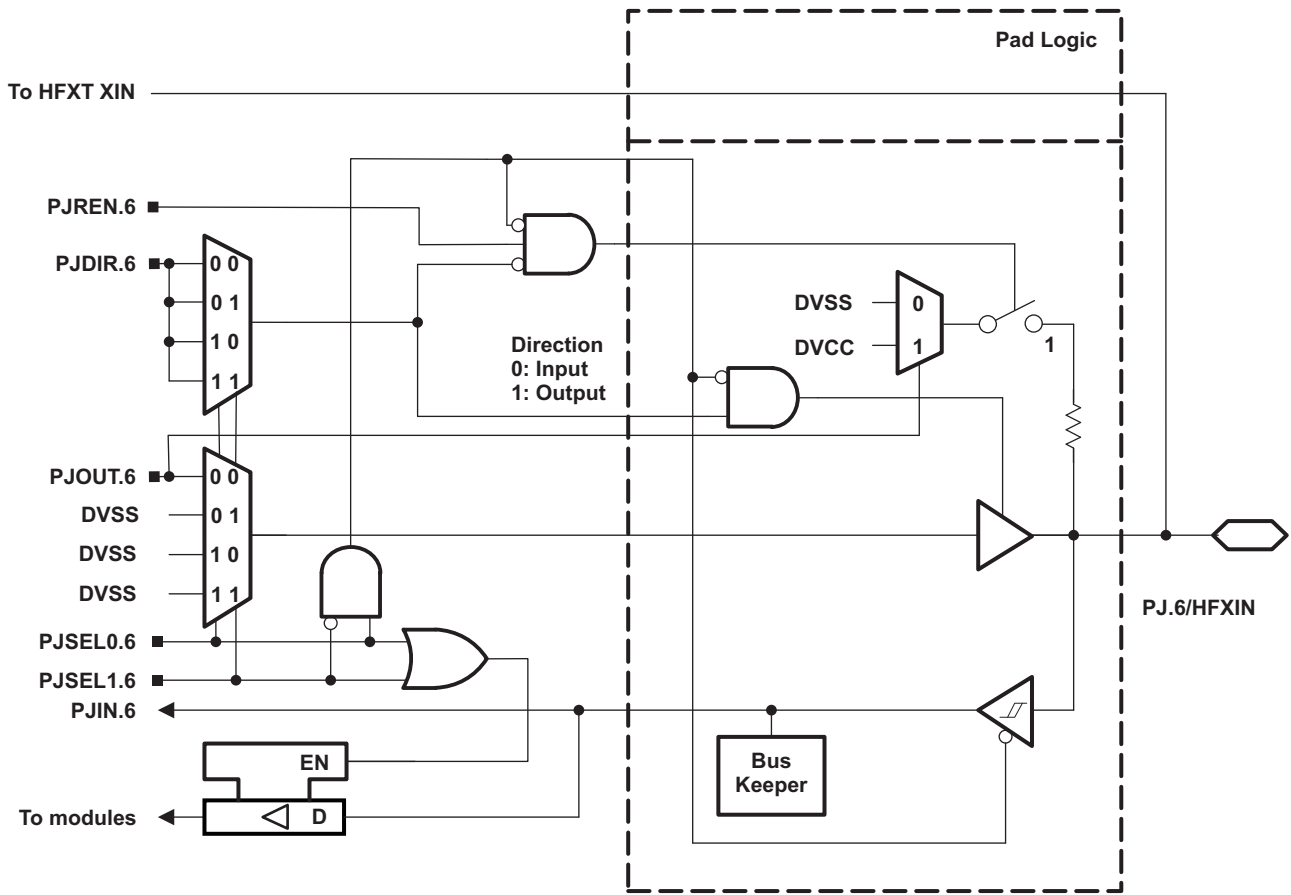 Pad Logic
To HFXT XIN
PJREN.6
PJDIR.6
0 0
0 1
1 0
1 1
Direction
0: Input
1: Output
DVSS
DVCC
0
1
1
PJOUT.6
DVSS
DVSS
DVSS
0 0
0 1
1 0
1 1
PJSEL0.6
PJSEL1.6
PJIN.6
PJ.6/HFXIN
EN
D
Bus
Keeper
To modules